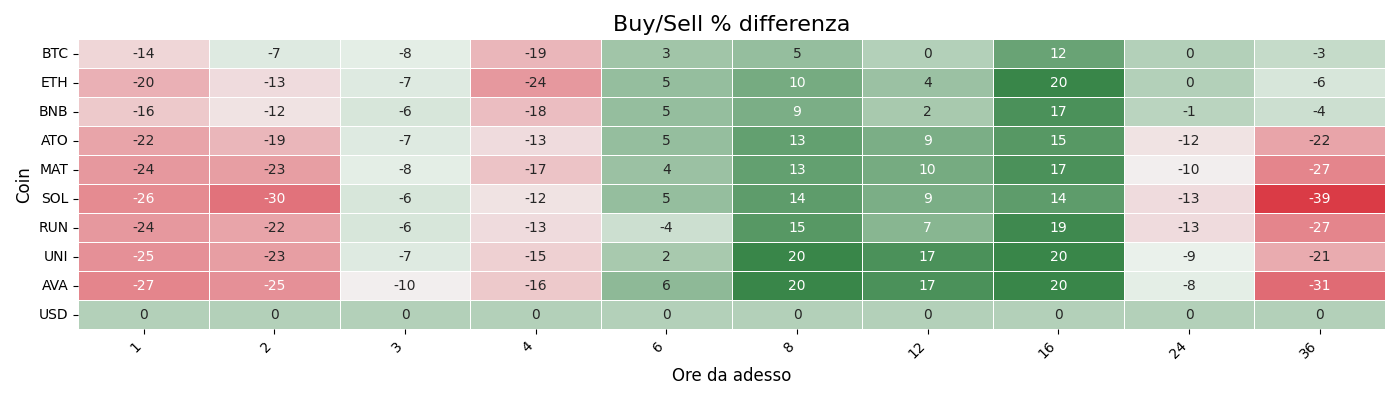 Buy/Sell % differenza
Coin
BTC -14 -7 -8 -19 3 5 0 12 0 -3
ETH -20 -13 -7 -24 5 10 4 20 0 -6
BNB -16 -12 -6 -18 5 9 2 17 -1 -4
ATO -22 -19 -7 -13 5 13 9 15 -12 -22
MAT -24 -23 -8 -17 4 13 10 17 -10 -27
SOL -26 -30 -6 -12 5 14 9 14 -13 -39
RUN -24 -22 -6 -13 -4 15 7 19 -13 -27
UNI -25 -23 -7 -15 2 20 17 20 -9 -21
AVA -27 -25 -10 -16 6 20 17 20 -8 -31
USD 0 0 0 0 0 0 0 0 0 0
1 2 3 4 6 8 12 16 24 36
Ore da adesso